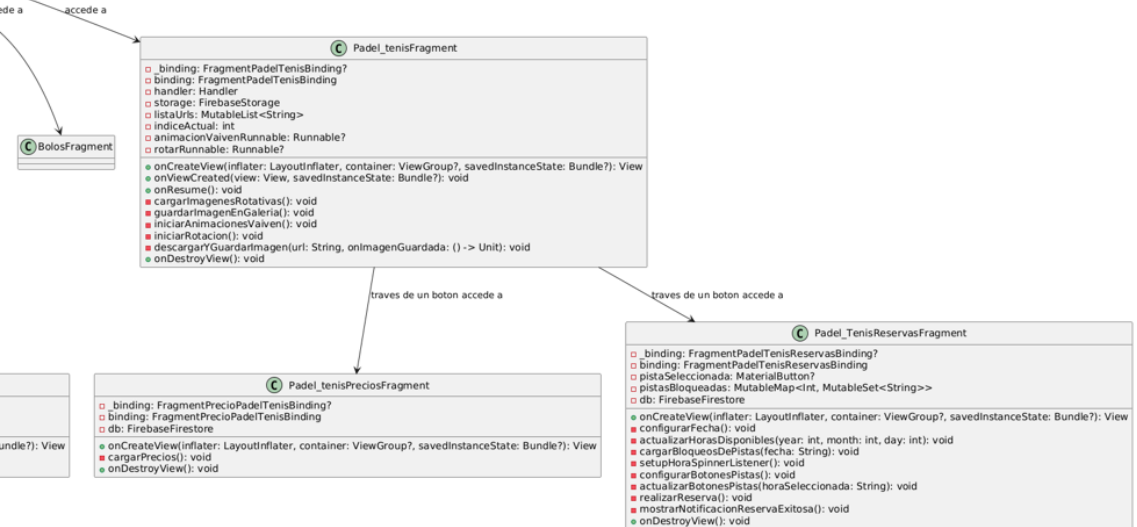 ede a
accede a
C Padel_tenisFragment
_binding: FragmentPadelTenisBinding?
binding: FragmentPadelTenisBinding
handler: Handler
storage: FirebaseStorage
listaUrls: MutableList<String>
indiceActual: int
animacionVaivenRunnable: Runnable?
rotarRunnable: Runnable?
onCreateView(inflater: LayoutInflater, container: ViewGroup?, savedInstanceState: Bundle?): View
onViewCreated(view: View, savedInstanceState: Bundle?): void
onResume(): void
cargarImagenesRotativas(): void
guardarImagenEnGaleria(): void
iniciarAnimacionesVaiven(): void
iniciarRotacion(): void
descargarYGuardarImagen(url: String, onImagenGuardada: () -> Unit): void
onDestroyView(): void
C BolosFragment
traves de un boton accede a
traves de un boton accede a
undle?): View
C Padel_tenisPreciosFragment
_binding: FragmentPrecioPadelTenisBinding?
binding: FragmentPrecioPadelTenisBinding
db: FirebaseFirestore
onCreateView(inflater: LayoutInflater, container: ViewGroup?, savedInstanceState: Bundle?): View
cargarPrecios(): void
onDestroyView(): void
C Padel_TenisReservasFragment
_binding: FragmentPadelTenisReservasBinding?
binding: FragmentPadelTenisReservasBinding
pistaSeleccionada: MaterialButton?
pistasBloqueadas: MutableMap<Int, MutableSet<String>>
db: FirebaseFirestore
onCreateView(inflater: LayoutInflater, container: ViewGroup?, savedInstanceState: Bundle?): View
configurarFecha(): void
actualizarHorasDisponibles(year: int, month: int, day: int): void
cargarBloqueosDePistas(fecha: String): void
setupHoraSpinnerListener(): void
configurarBotonesPistas(): void
actualizarBotonesPistas(horaSeleccionada: String): void
realizarReserva(): void
mostrarNotificacionReservaExitosa(): void
onDestroyView(): void